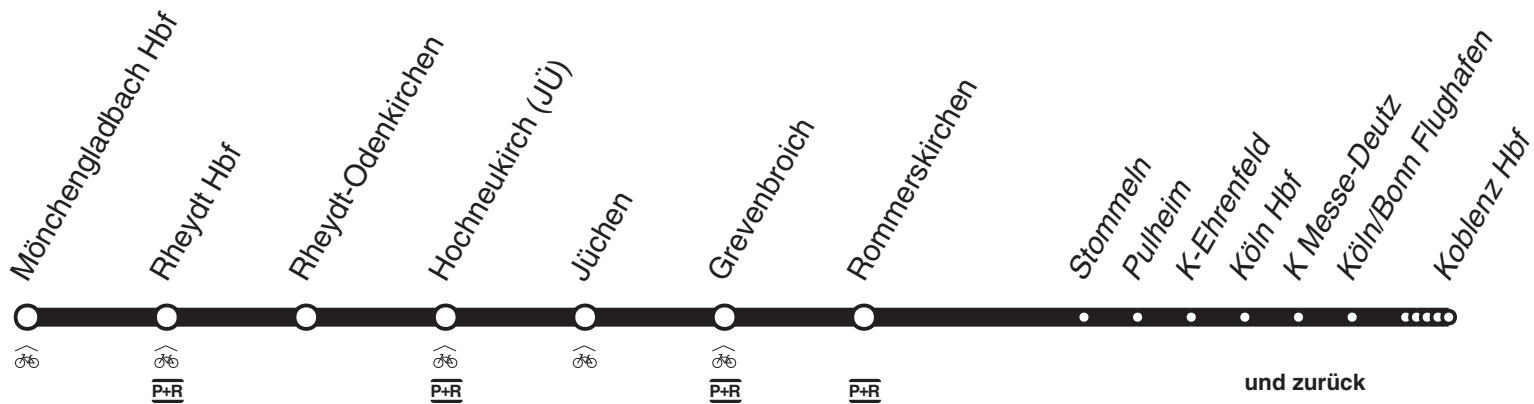 Mönchengladbach Hbf
Rheydt Hbf
Rheydt-Odenkirchen
Hochneukirch (JÜ)
Jüchen
Grevenbroich
Rommerskirchen
Stommeln
Pulheim
K-Ehrenfeld
Köln Hbf
K Messe-Deutz
Köln/Bonn Flughafen
Koblenz Hbf
P+R
P+R
P+R
P+R
und zurück